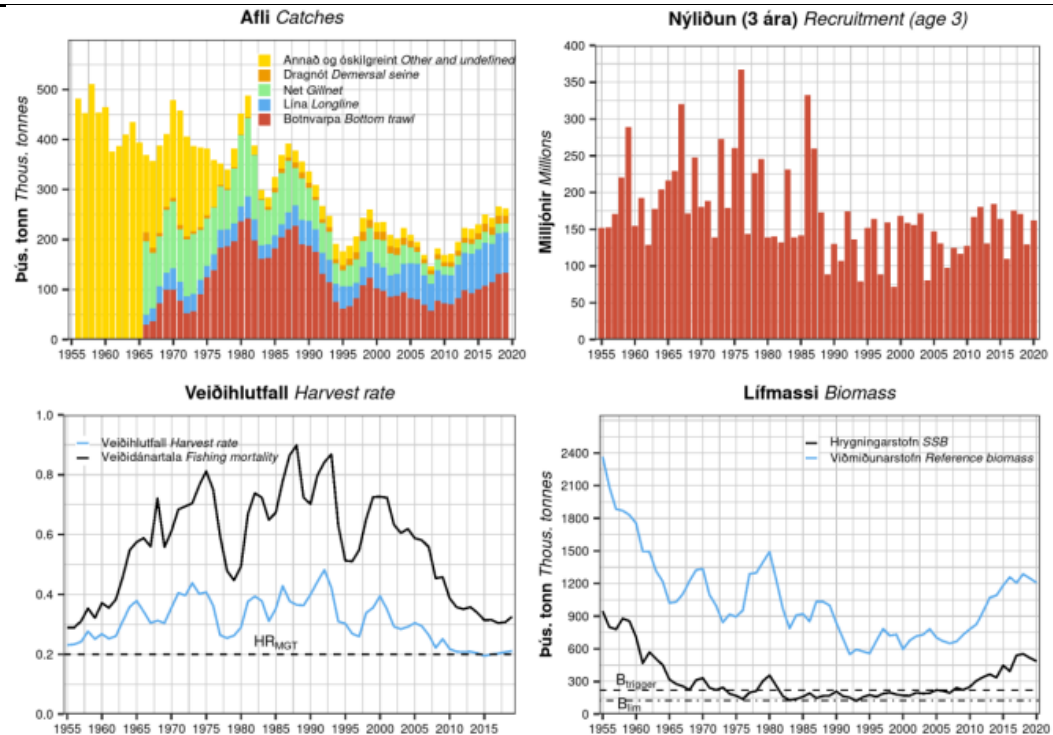 Afli Catches
Þús. tonn Thous. tonnes
500
400
300
200
100
0
Annað og óskilgreint Other and undefined
Dragnót Demersal seine
Net Gillnet
Lína Longline
Botnvarpa Bottom trawl
1955 1960 1965 1970 1975 1980 1985 1990 1995 2000 2005 2010 2015 2020
Nýliðun (3 ára) Recruitment (age 3)
Milljónir Millions
400
350
300
250
200
150
100
50
0
1955 1960 1965 1970 1975 1980 1985 1990 1995 2000 2005 2010 2015 2020
Veiðihlutfall Harvest rate
1.0
0.8
0.6
0.4
0.2
0.0
Veiðihlutfall Harvest rate
Veiðidánartala Fishing mortality
HRMGT
1955 1960 1965 1970 1975 1980 1985 1990 1995 2000 2005 2010 2015
Lífmassi Biomass
Þús. tonn Thous. tonnes
2400
2100
1800
1500
1200
900
600
300
0
Hrygningarstofn SSB
Viðmiðunarstofn Reference biomass
Btrigger
Blim
1955 1960 1965 1970 1975 1980 1985 1990 1995 2000 2005 2010 2015 2020